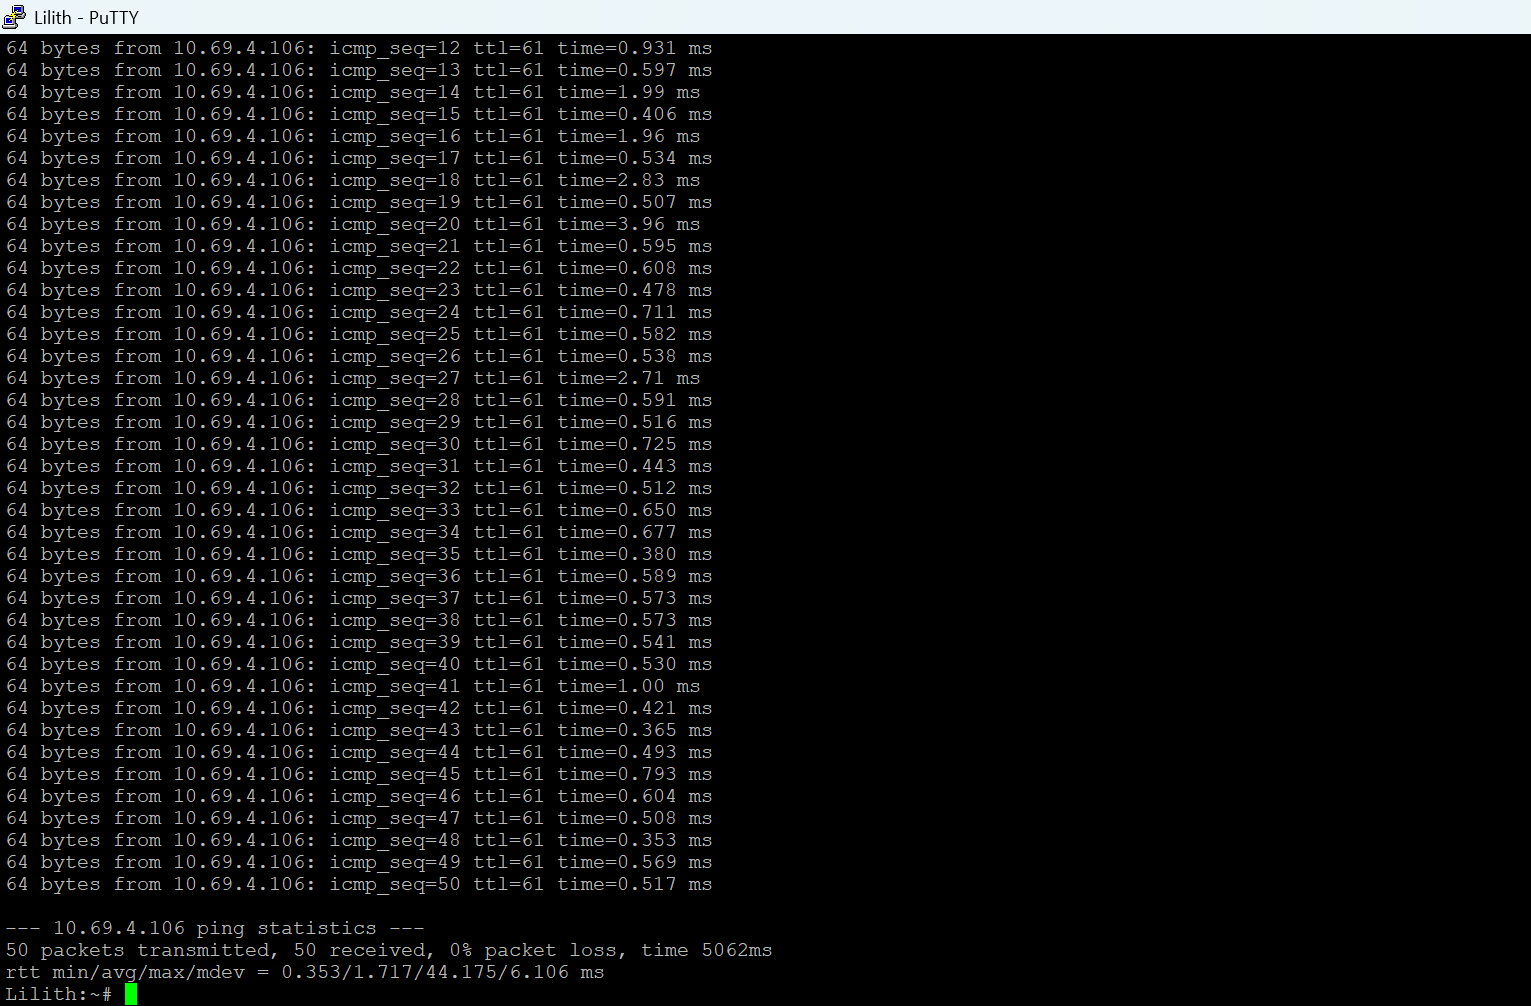 Lilith - PuTTY
64 bytes from 10.69.4.106: icmp_seq=12 ttl=61 time=0.931 ms
64 bytes from 10.69.4.106: icmp_seq=13 ttl=61 time=0.597 ms
64 bytes from 10.69.4.106: icmp_seq=14 ttl=61 time=1.99 ms
64 bytes from 10.69.4.106: icmp_seq=15 ttl=61 time=0.406 ms
64 bytes from 10.69.4.106: icmp_seq=16 ttl=61 time=1.96 ms
64 bytes from 10.69.4.106: icmp_seq=17 ttl=61 time=0.534 ms
64 bytes from 10.69.4.106: icmp_seq=18 ttl=61 time=2.83 ms
64 bytes from 10.69.4.106: icmp_seq=19 ttl=61 time=0.507 ms
64 bytes from 10.69.4.106: icmp_seq=20 ttl=61 time=3.96 ms
64 bytes from 10.69.4.106: icmp_seq=21 ttl=61 time=0.595 ms
64 bytes from 10.69.4.106: icmp_seq=22 ttl=61 time=0.608 ms
64 bytes from 10.69.4.106: icmp_seq=23 ttl=61 time=0.478 ms
64 bytes from 10.69.4.106: icmp_seq=24 ttl=61 time=0.711 ms
64 bytes from 10.69.4.106: icmp_seq=25 ttl=61 time=0.582 ms
64 bytes from 10.69.4.106: icmp_seq=26 ttl=61 time=0.538 ms
64 bytes from 10.69.4.106: icmp_seq=27 ttl=61 time=2.71 ms
64 bytes from 10.69.4.106: icmp_seq=28 ttl=61 time=0.591 ms
64 bytes from 10.69.4.106: icmp_seq=29 ttl=61 time=0.516 ms
64 bytes from 10.69.4.106: icmp_seq=30 ttl=61 time=0.725 ms
64 bytes from 10.69.4.106: icmp_seq=31 ttl=61 time=0.443 ms
64 bytes from 10.69.4.106: icmp_seq=32 ttl=61 time=0.512 ms
64 bytes from 10.69.4.106: icmp_seq=33 ttl=61 time=0.650 ms
64 bytes from 10.69.4.106: icmp_seq=34 ttl=61 time=0.677 ms
64 bytes from 10.69.4.106: icmp_seq=35 ttl=61 time=0.380 ms
64 bytes from 10.69.4.106: icmp_seq=36 ttl=61 time=0.589 ms
64 bytes from 10.69.4.106: icmp_seq=37 ttl=61 time=0.573 ms
64 bytes from 10.69.4.106: icmp_seq=38 ttl=61 time=0.573 ms
64 bytes from 10.69.4.106: icmp_seq=39 ttl=61 time=0.541 ms
64 bytes from 10.69.4.106: icmp_seq=40 ttl=61 time=0.530 ms
64 bytes from 10.69.4.106: icmp_seq=41 ttl=61 time=1.00 ms
64 bytes from 10.69.4.106: icmp_seq=42 ttl=61 time=0.421 ms
64 bytes from 10.69.4.106: icmp_seq=43 ttl=61 time=0.365 ms
64 bytes from 10.69.4.106: icmp_seq=44 ttl=61 time=0.493 ms
64 bytes from 10.69.4.106: icmp_seq=45 ttl=61 time=0.793 ms
64 bytes from 10.69.4.106: icmp_seq=46 ttl=61 time=0.604 ms
64 bytes from 10.69.4.106: icmp_seq=47 ttl=61 time=0.508 ms
64 bytes from 10.69.4.106: icmp_seq=48 ttl=61 time=0.353 ms
64 bytes from 10.69.4.106: icmp_seq=49 ttl=61 time=0.569 ms
64 bytes from 10.69.4.106: icmp_seq=50 ttl=61 time=0.517 ms
--- 10.69.4.106 ping statistics ---
50 packets transmitted, 50 received, 0% packet loss, time 5062ms
rtt min/avg/max/mdev = 0.353/1.717/44.175/6.106 ms
Lilith:~#